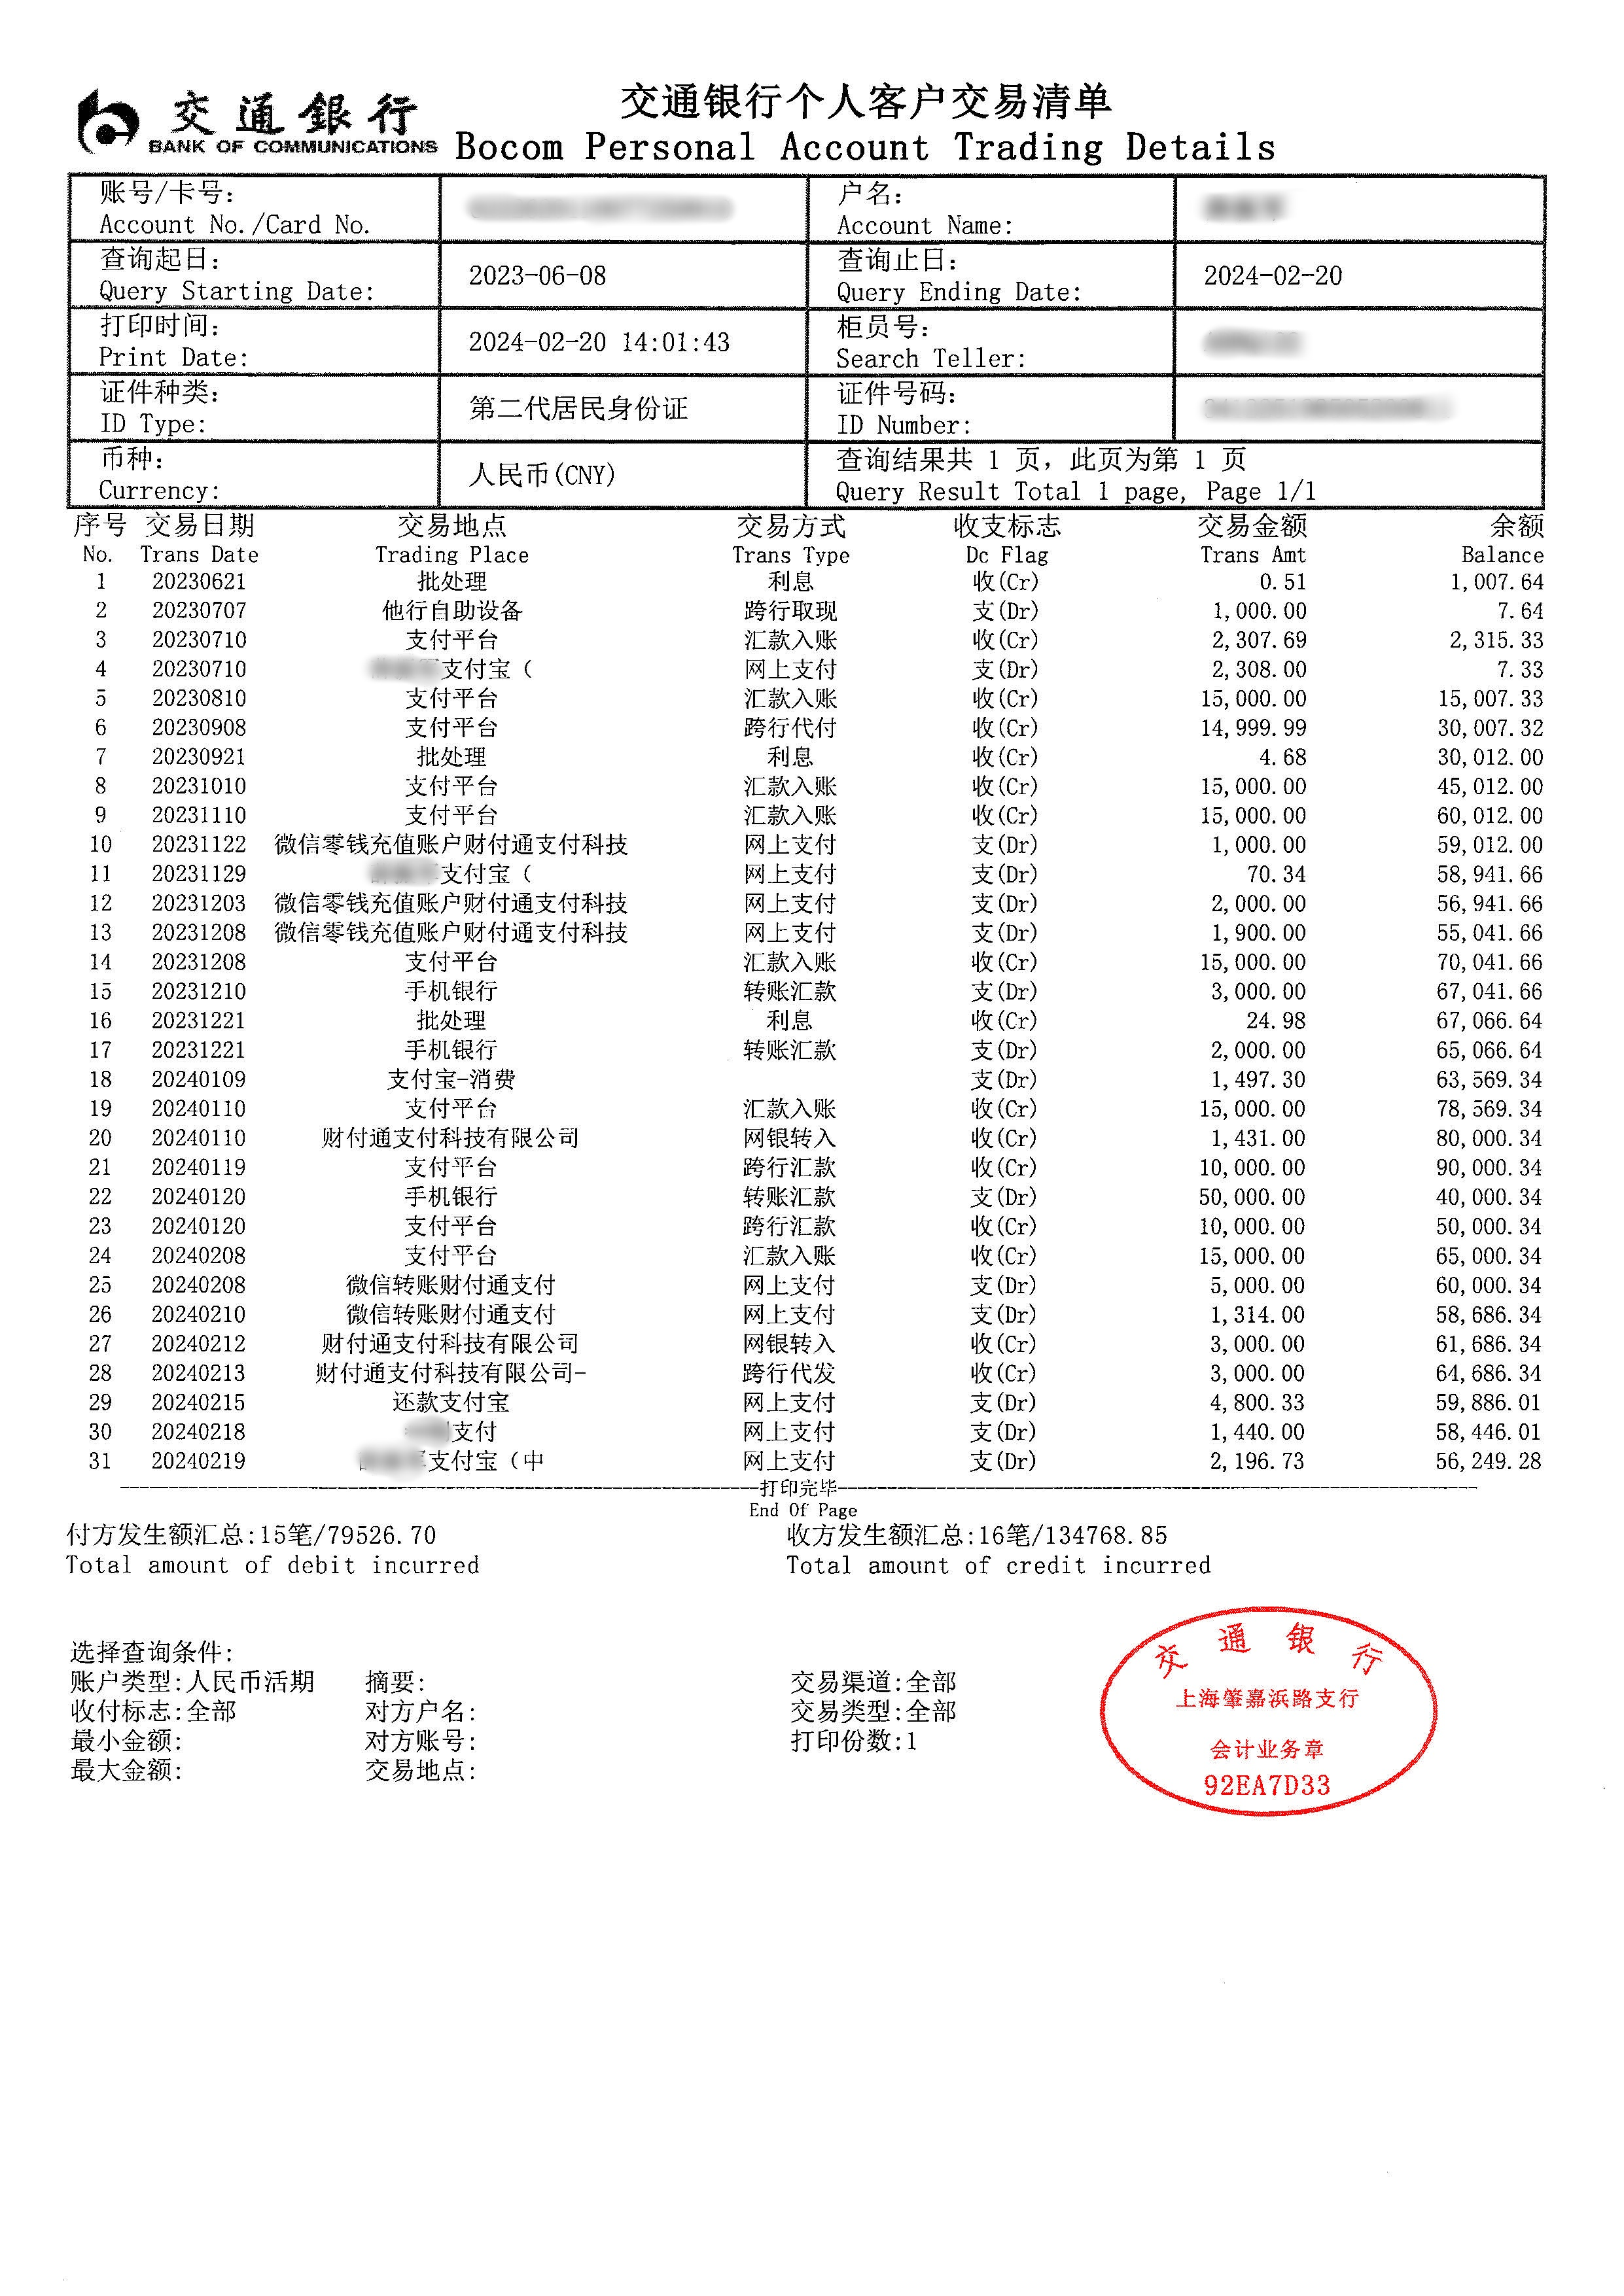 交通銀行
BANK OF COMMUNICATIONS
交通银行个人客户交易清单
Bocom Personal Account Trading Details
账号/卡号: 户名:
Account No./Card No. Account Name:
查询起日: 2023-06-08 查询止日: 2024-02-20
Query Starting Date: Query Ending Date:
打印时间: 2024-02-20 14:01:43 柜员号:
Print Date: Search Teller:
证件种类: 第二代居民身份证 证件号码:
ID Type: ID Number:
币种: 人民币(CNY) 查询结果共 1 页, 此页为第 1 页
Currency: Query Result Total 1 page, Page 1/1
序号 交易日期 交易地点 交易方式 收支标志 交易金额 余额
No. Trans Date Trading Place Trans Type Dc Flag Trans Amt Balance
1 20230621 批处理 利息 收(Cr) 0.51 1,007.64
2 20230707 他行自助设备 跨行取现 支(Dr) 1,000.00 7.64
3 20230710 支付平台 汇款入账 收(Cr) 2,307.69 2,315.33
4 20230710 支付宝( 网上支付 支(Dr) 2,308.00 7.33
5 20230810 支付平台 汇款入账 收(Cr) 15,000.00 15,007.33
6 20230908 支付平台 跨行代付 收(Cr) 14,999.99 30,007.32
7 20230921 批处理 利息 收(Cr) 4.68 30,012.00
8 20231010 支付平台 汇款入账 收(Cr) 15,000.00 45,012.00
9 20231110 支付平台 汇款入账 收(Cr) 15,000.00 60,012.00
10 20231122 微信零钱充值账户财付通支付科技 网上支付 支(Dr) 1,000.00 59,012.00
11 20231129 支付宝( 网上支付 支(Dr) 70.34 58,941.66
12 20231203 微信零钱充值账户财付通支付科技 网上支付 支(Dr) 2,000.00 56,941.66
13 20231208 微信零钱充值账户财付通支付科技 网上支付 支(Dr) 1,900.00 55,041.66
14 20231208 支付平台 汇款入账 收(Cr) 15,000.00 70,041.66
15 20231210 手机银行 转账汇款 支(Dr) 3,000.00 67,041.66
16 20231221 批处理 利息 收(Cr) 24.98 67,066.64
17 20231221 手机银行 转账汇款 支(Dr) 2,000.00 65,066.64
18 20240109 支付宝-消费 支(Dr) 1,497.30 63,569.34
19 20240110 支付平台 汇款入账 收(Cr) 15,000.00 78,569.34
20 20240110 财付通支付科技有限公司 网银转入 收(Cr) 1,431.00 80,000.34
21 20240119 支付平台 跨行汇款 收(Cr) 10,000.00 90,000.34
22 20240120 手机银行 转账汇款 支(Dr) 50,000.00 40,000.34
23 20240120 支付平台 跨行汇款 收(Cr) 10,000.00 50,000.34
24 20240208 支付平台 汇款入账 收(Cr) 15,000.00 65,000.34
25 20240208 微信转账财付通支付 网上支付 支(Dr) 5,000.00 60,000.34
26 20240210 微信转账财付通支付 网上支付 支(Dr) 1,314.00 58,686.34
27 20240212 财付通支付科技有限公司 网银转入 收(Cr) 3,000.00 61,686.34
28 20240213 财付通支付科技有限公司- 跨行代发 收(Cr) 3,000.00 64,686.34
29 20240215 还款支付宝 网上支付 支(Dr) 4,800.33 59,886.01
30 20240218 支付 网上支付 支(Dr) 1,440.00 58,446.01
31 20240219 支付宝(中 网上支付 支(Dr) 2,196.73 56,249.28
打印完毕
End Of Page
付方发生额汇总:15笔/79526.70 收方发生额汇总:16笔/134768.85
Total amount of debit incurred Total amount of credit incurred
选择查询条件:
账户类型:人民币活期 摘要: 交易渠道:全部
收付标志:全部 对方户名: 交易类型:全部
最小金额: 对方账号: 打印份数:1
最大金额: 交易地点:
交通银行
上海肇嘉浜路支行
会计业务章
92EA7D33